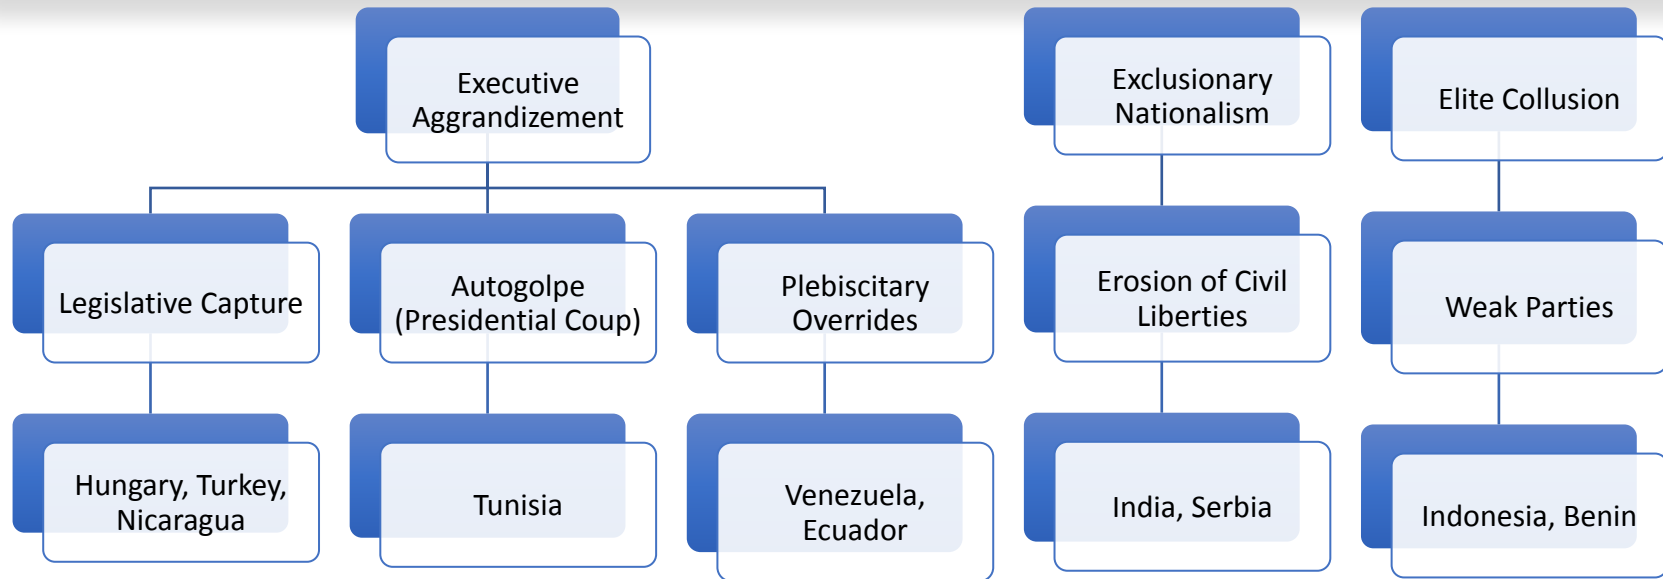 Executive
Aggrandizement
Exclusionary
Nationalism
Elite Collusion
Legislative Capture
Autogolpe
(Presidential Coup)
Plebiscitary
Overrides
Erosion of Civil
Liberties
Weak Parties
Hungary, Turkey,
Nicaragua
Tunisia
Venezuela,
Ecuador
India, Serbia
Indonesia, Benin